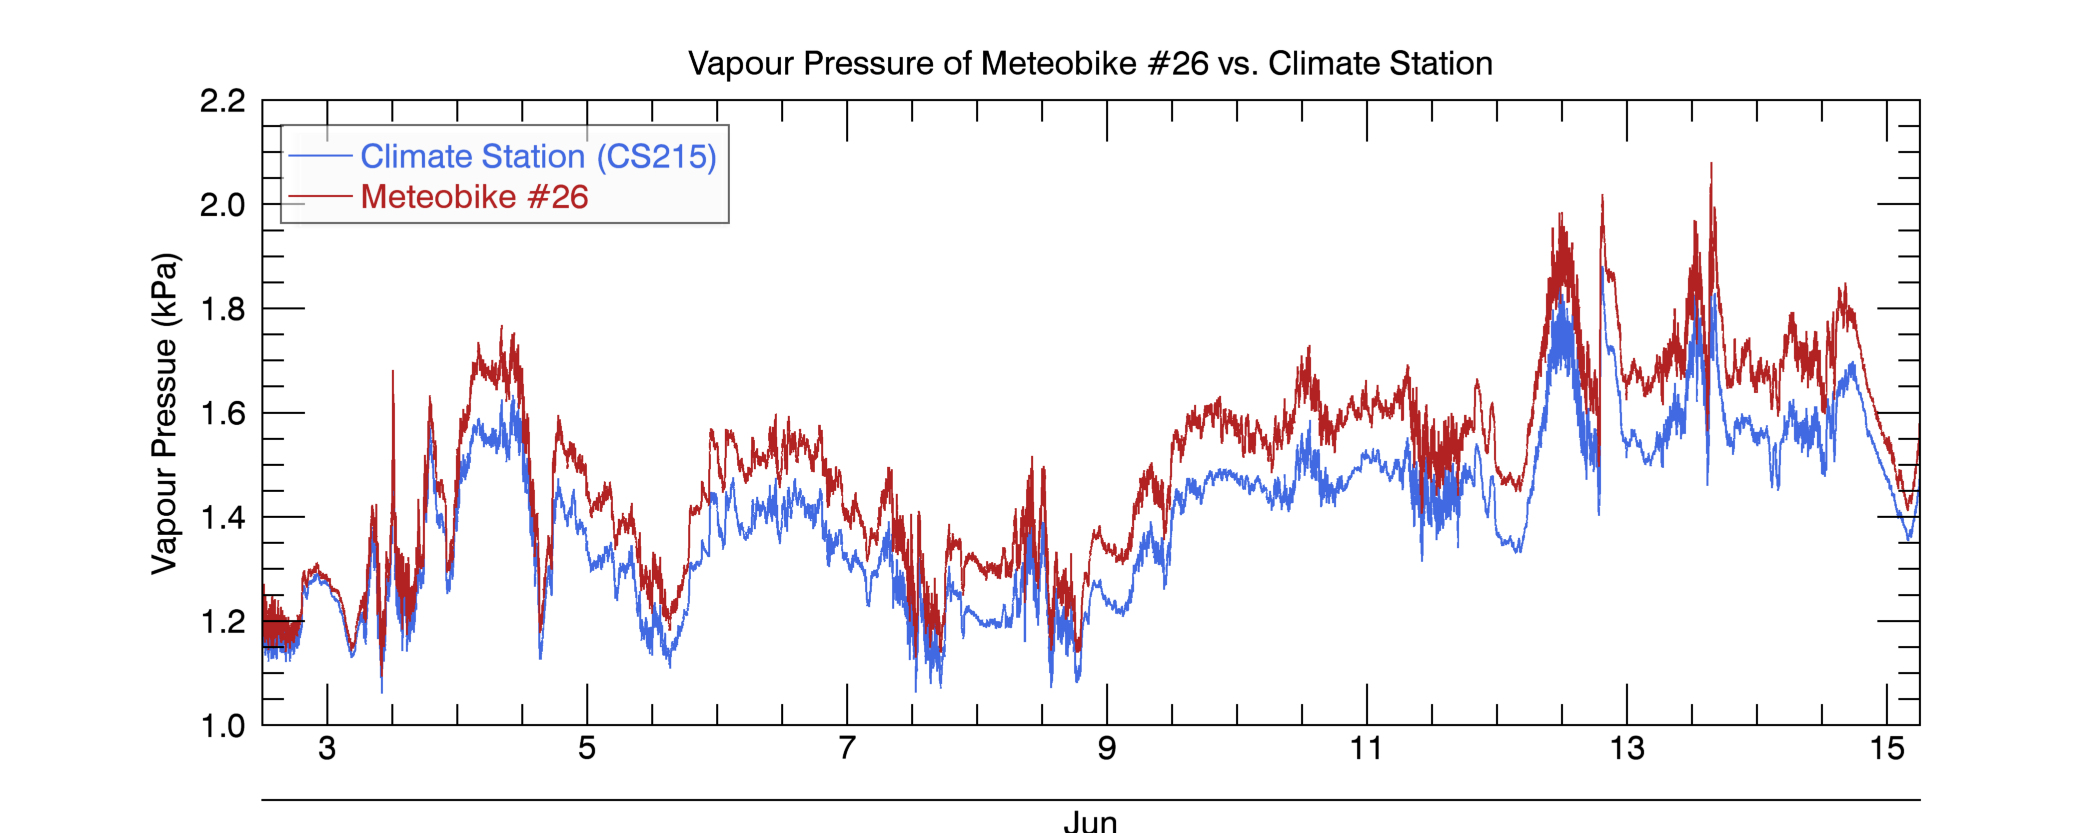 Vapour Pressure of Meteobike #26 vs. Climate Station
2.2
2.0
1.8
1.6
1.4
1.2
1.0
Vapour Pressue (kPa)
Climate Station (CS215)
Meteobike #26
3 5 7 9 11 13 15
Jun